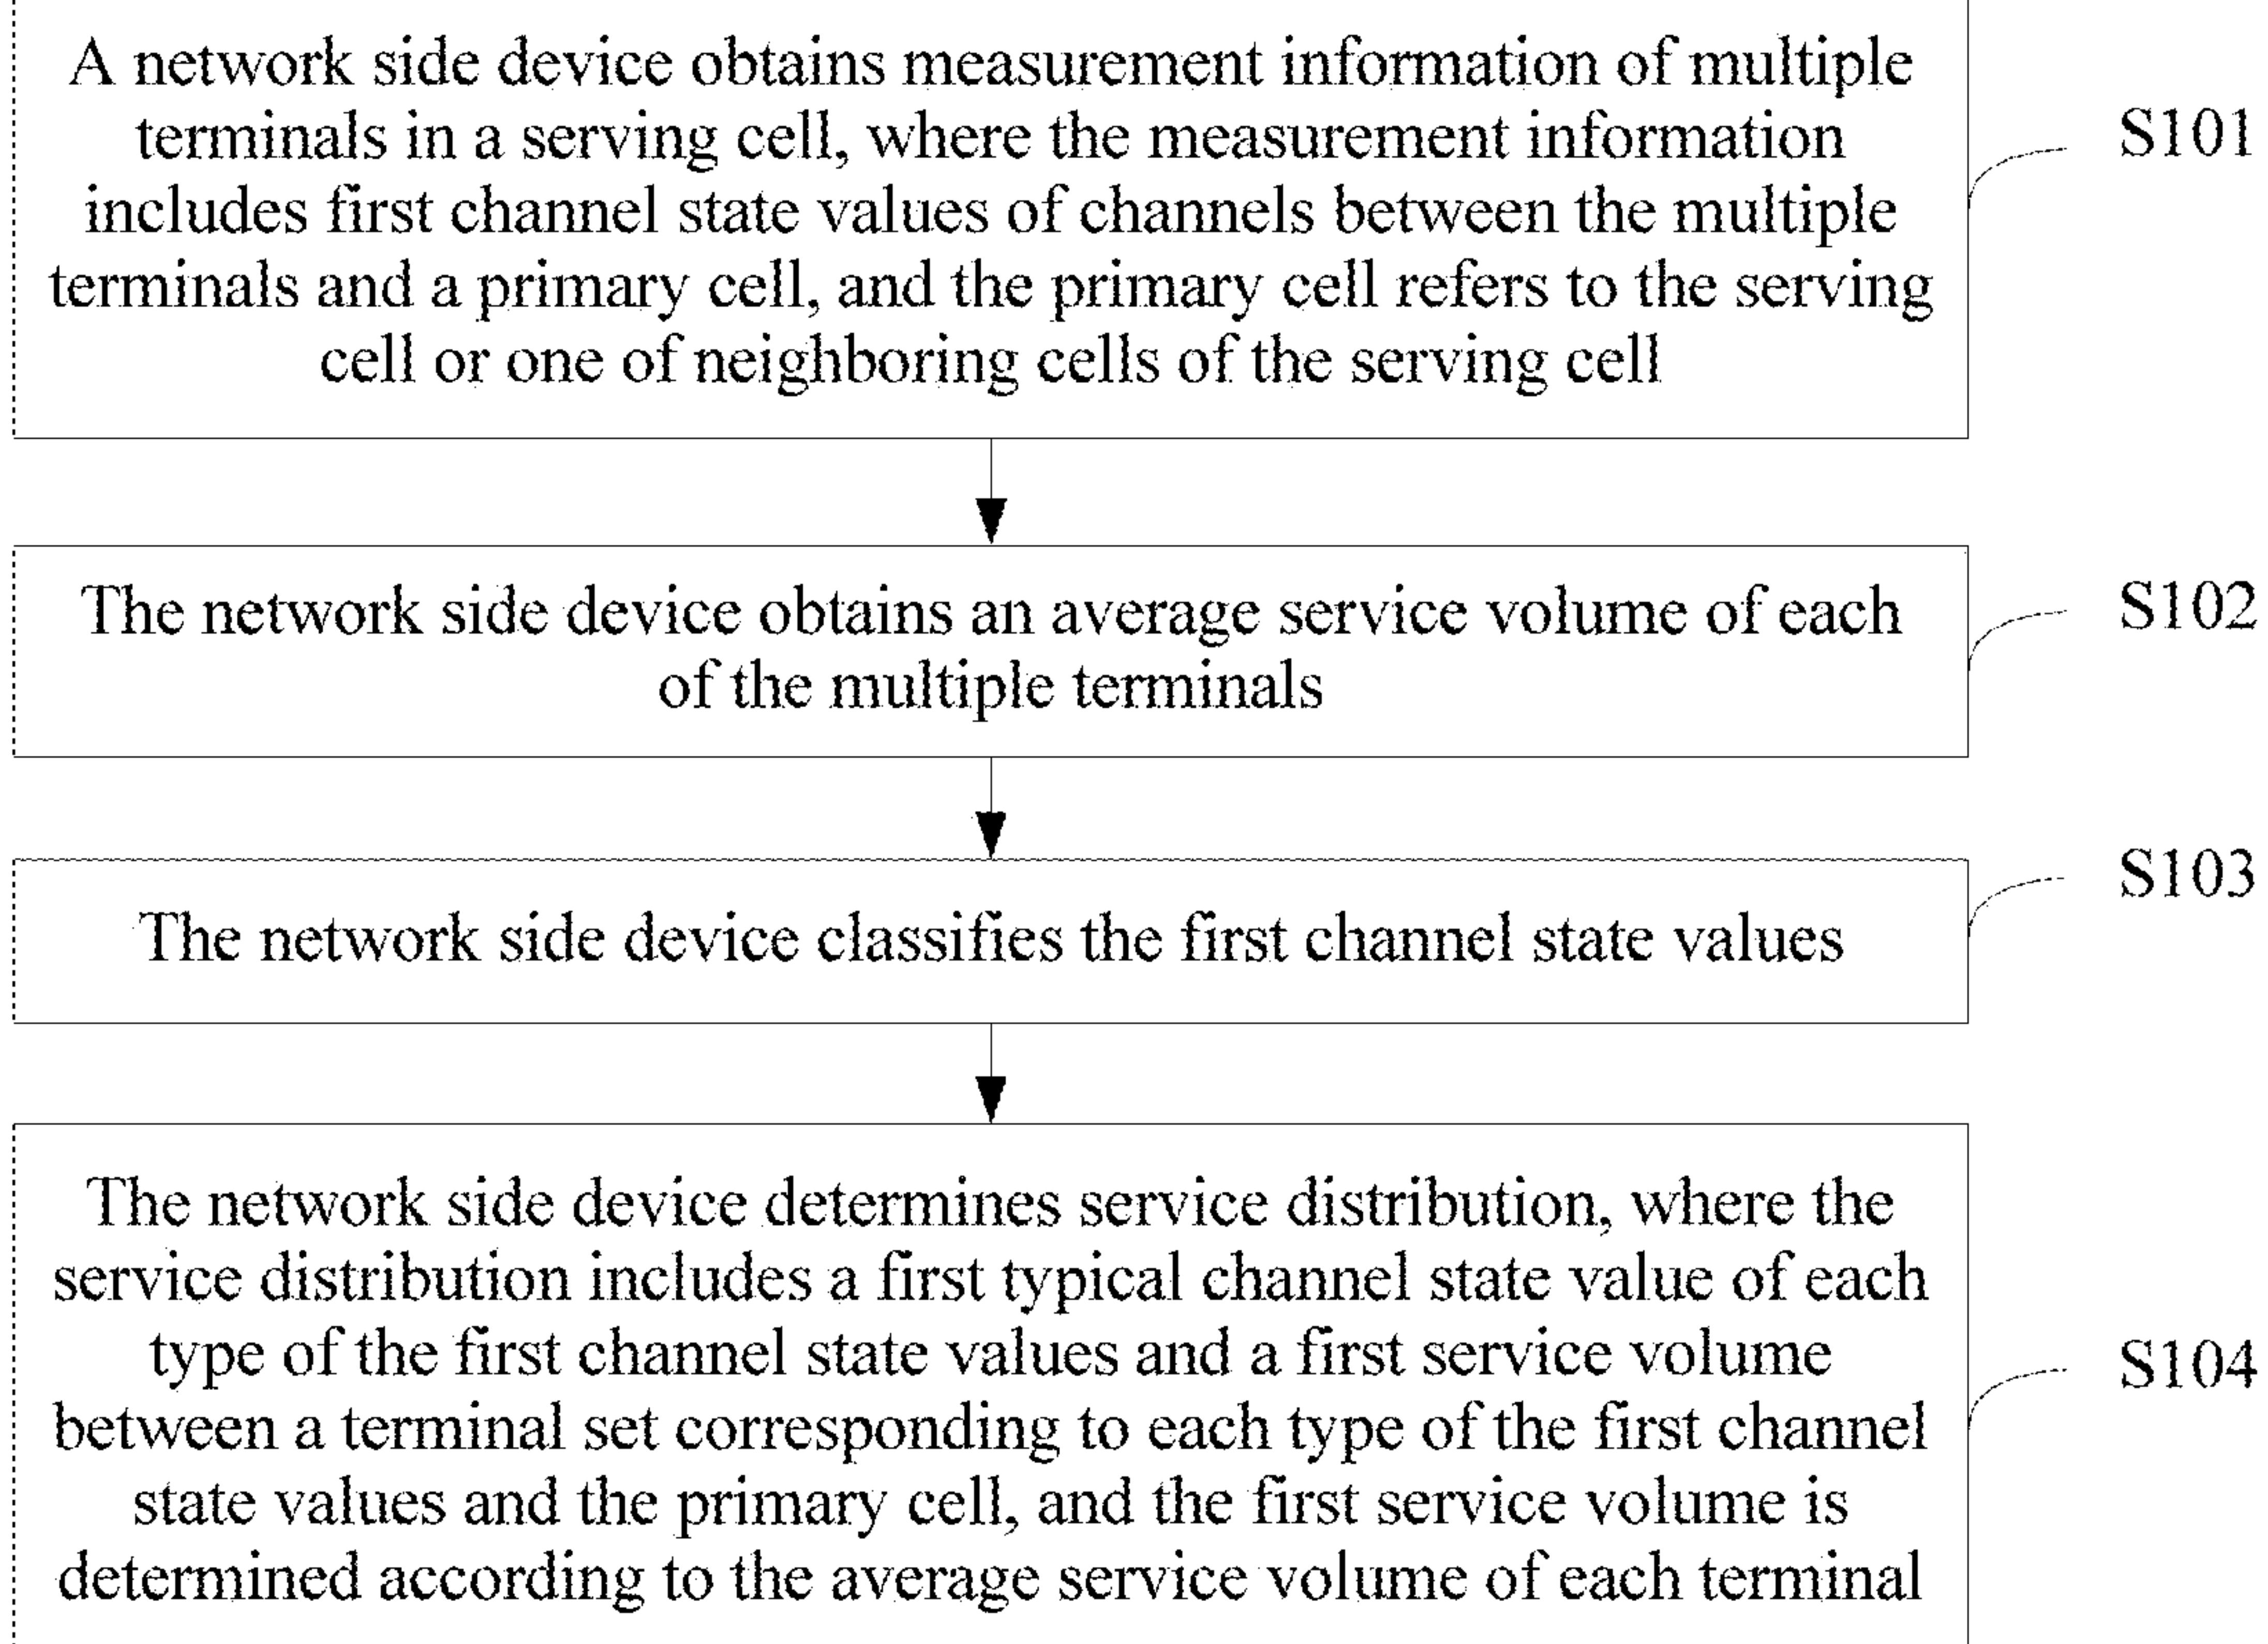 A network side device obtains measurement information of multiple
terminals in a serving cell, where the measurement information
includes first channel state values of channels between the multiple
terminals and a primary cell, and the primary cell refers to the serving
cell or one of neighboring cells of the serving cell
S101
The network side device obtains an average service volume of each
of the multiple terminals
S102
The network side device classifies the first channel state values
S103
The network side device determines service distribution, where the
service distribution includes a first typical channel state value of each
type of the first channel state values and a first service volume
between a terminal set corresponding to each type of the first channel
state values and the primary cell, and the first service volume is
determined according to the average service volume of each terminal
S104